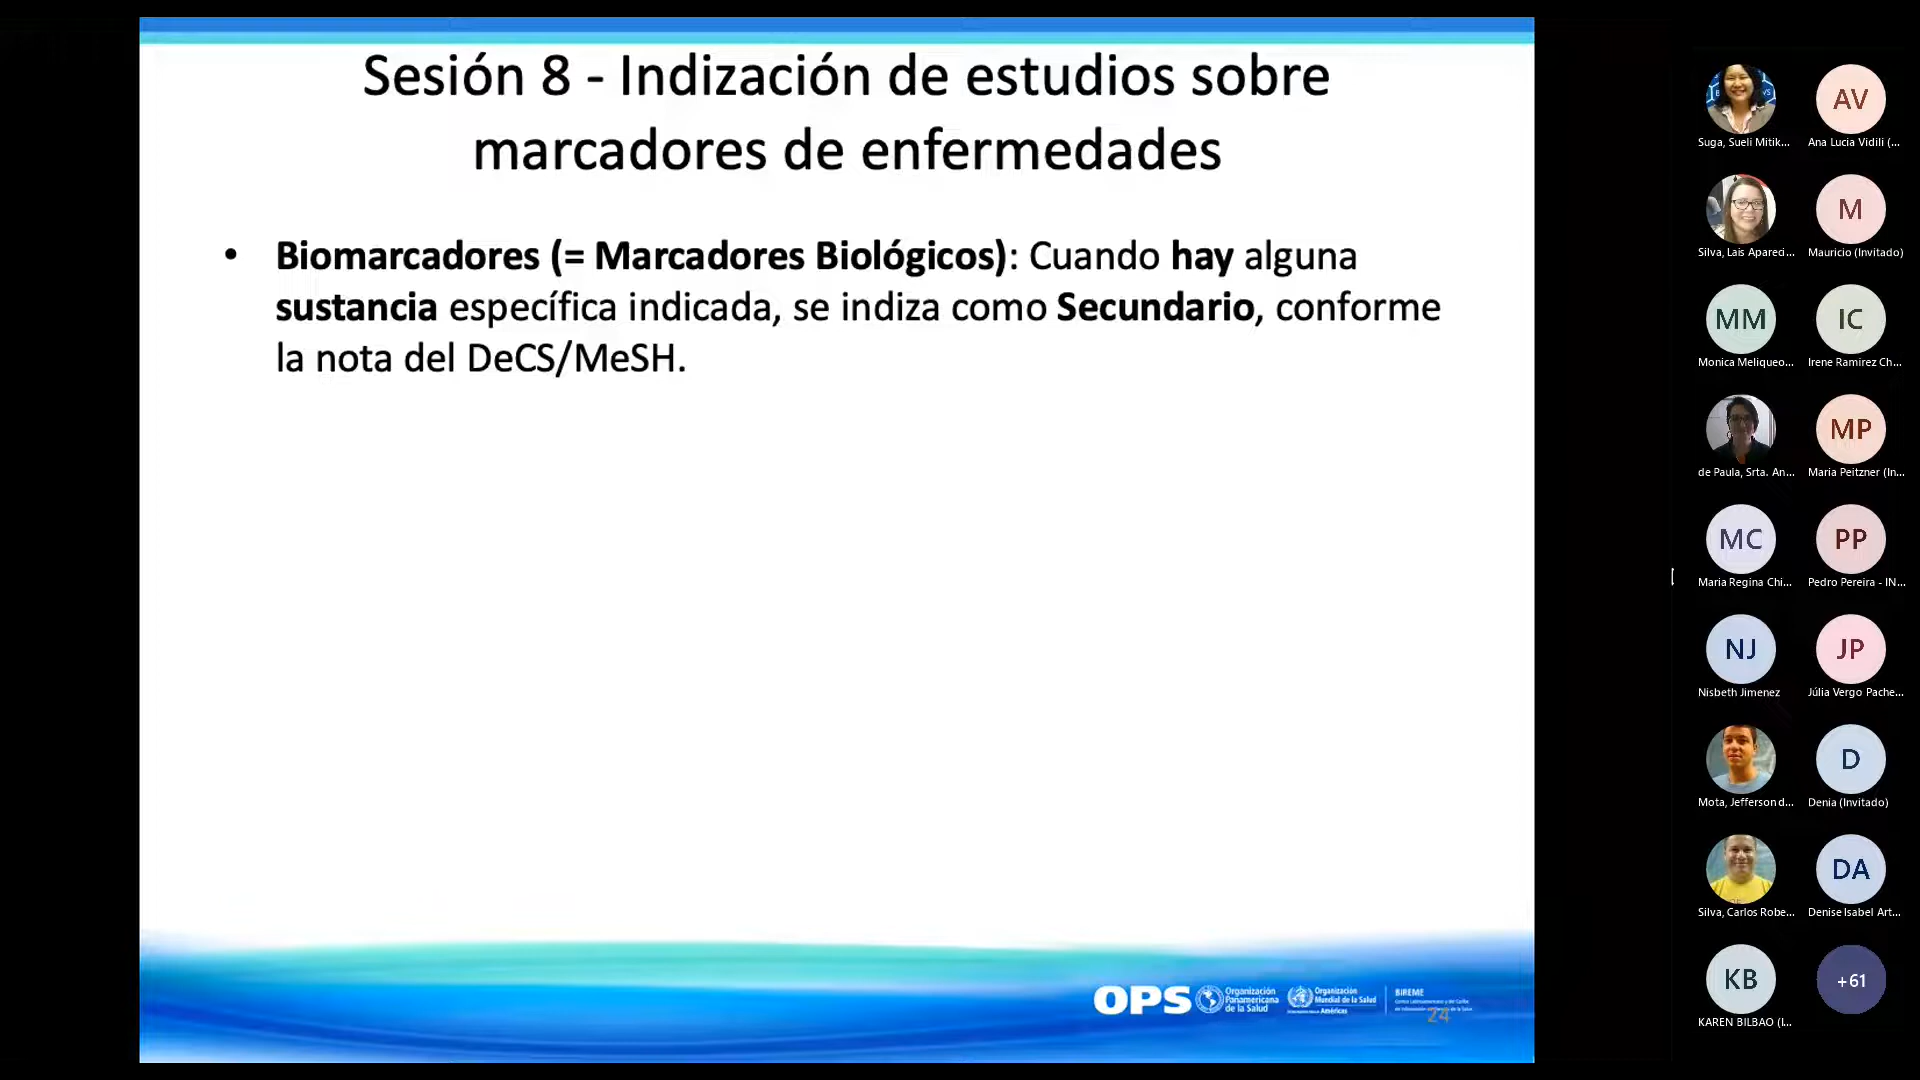 Sesión 8 - Indización de estudios sobre
marcadores de enfermedades
• Biomarcadores (= Marcadores Biológicos): Cuando hay alguna
sustancia específica indicada, se indiza como Secundario, conforme
la nota del DeCS/MeSH.
OPS
Organización
Panamericana
de la Salud
Organización
Mundial de la Salud
Américas
BIREME
24
Suga, Sueli Mitik...
AV
Ana Lucia Vidili (...
Silva, Lais Apareci...
M
Mauricio (Invitado)
MM
Monica Meliqueo...
IC
Irene Ramirez Ch...
de Paula, Srta. An...
MP
Maria Peitzner (In...
MC
Maria Regina Chi...
PP
Pedro Pereira - IN...
NJ
Nisbeth Jimenez
JP
Júlia Vergo Pache...
Mota, Jefferson d...
D
Denia (Invitado)
Silva, Carlos Robe...
DA
Denise Isabel Art...
KB
KAREN BILBAO (I...
+61